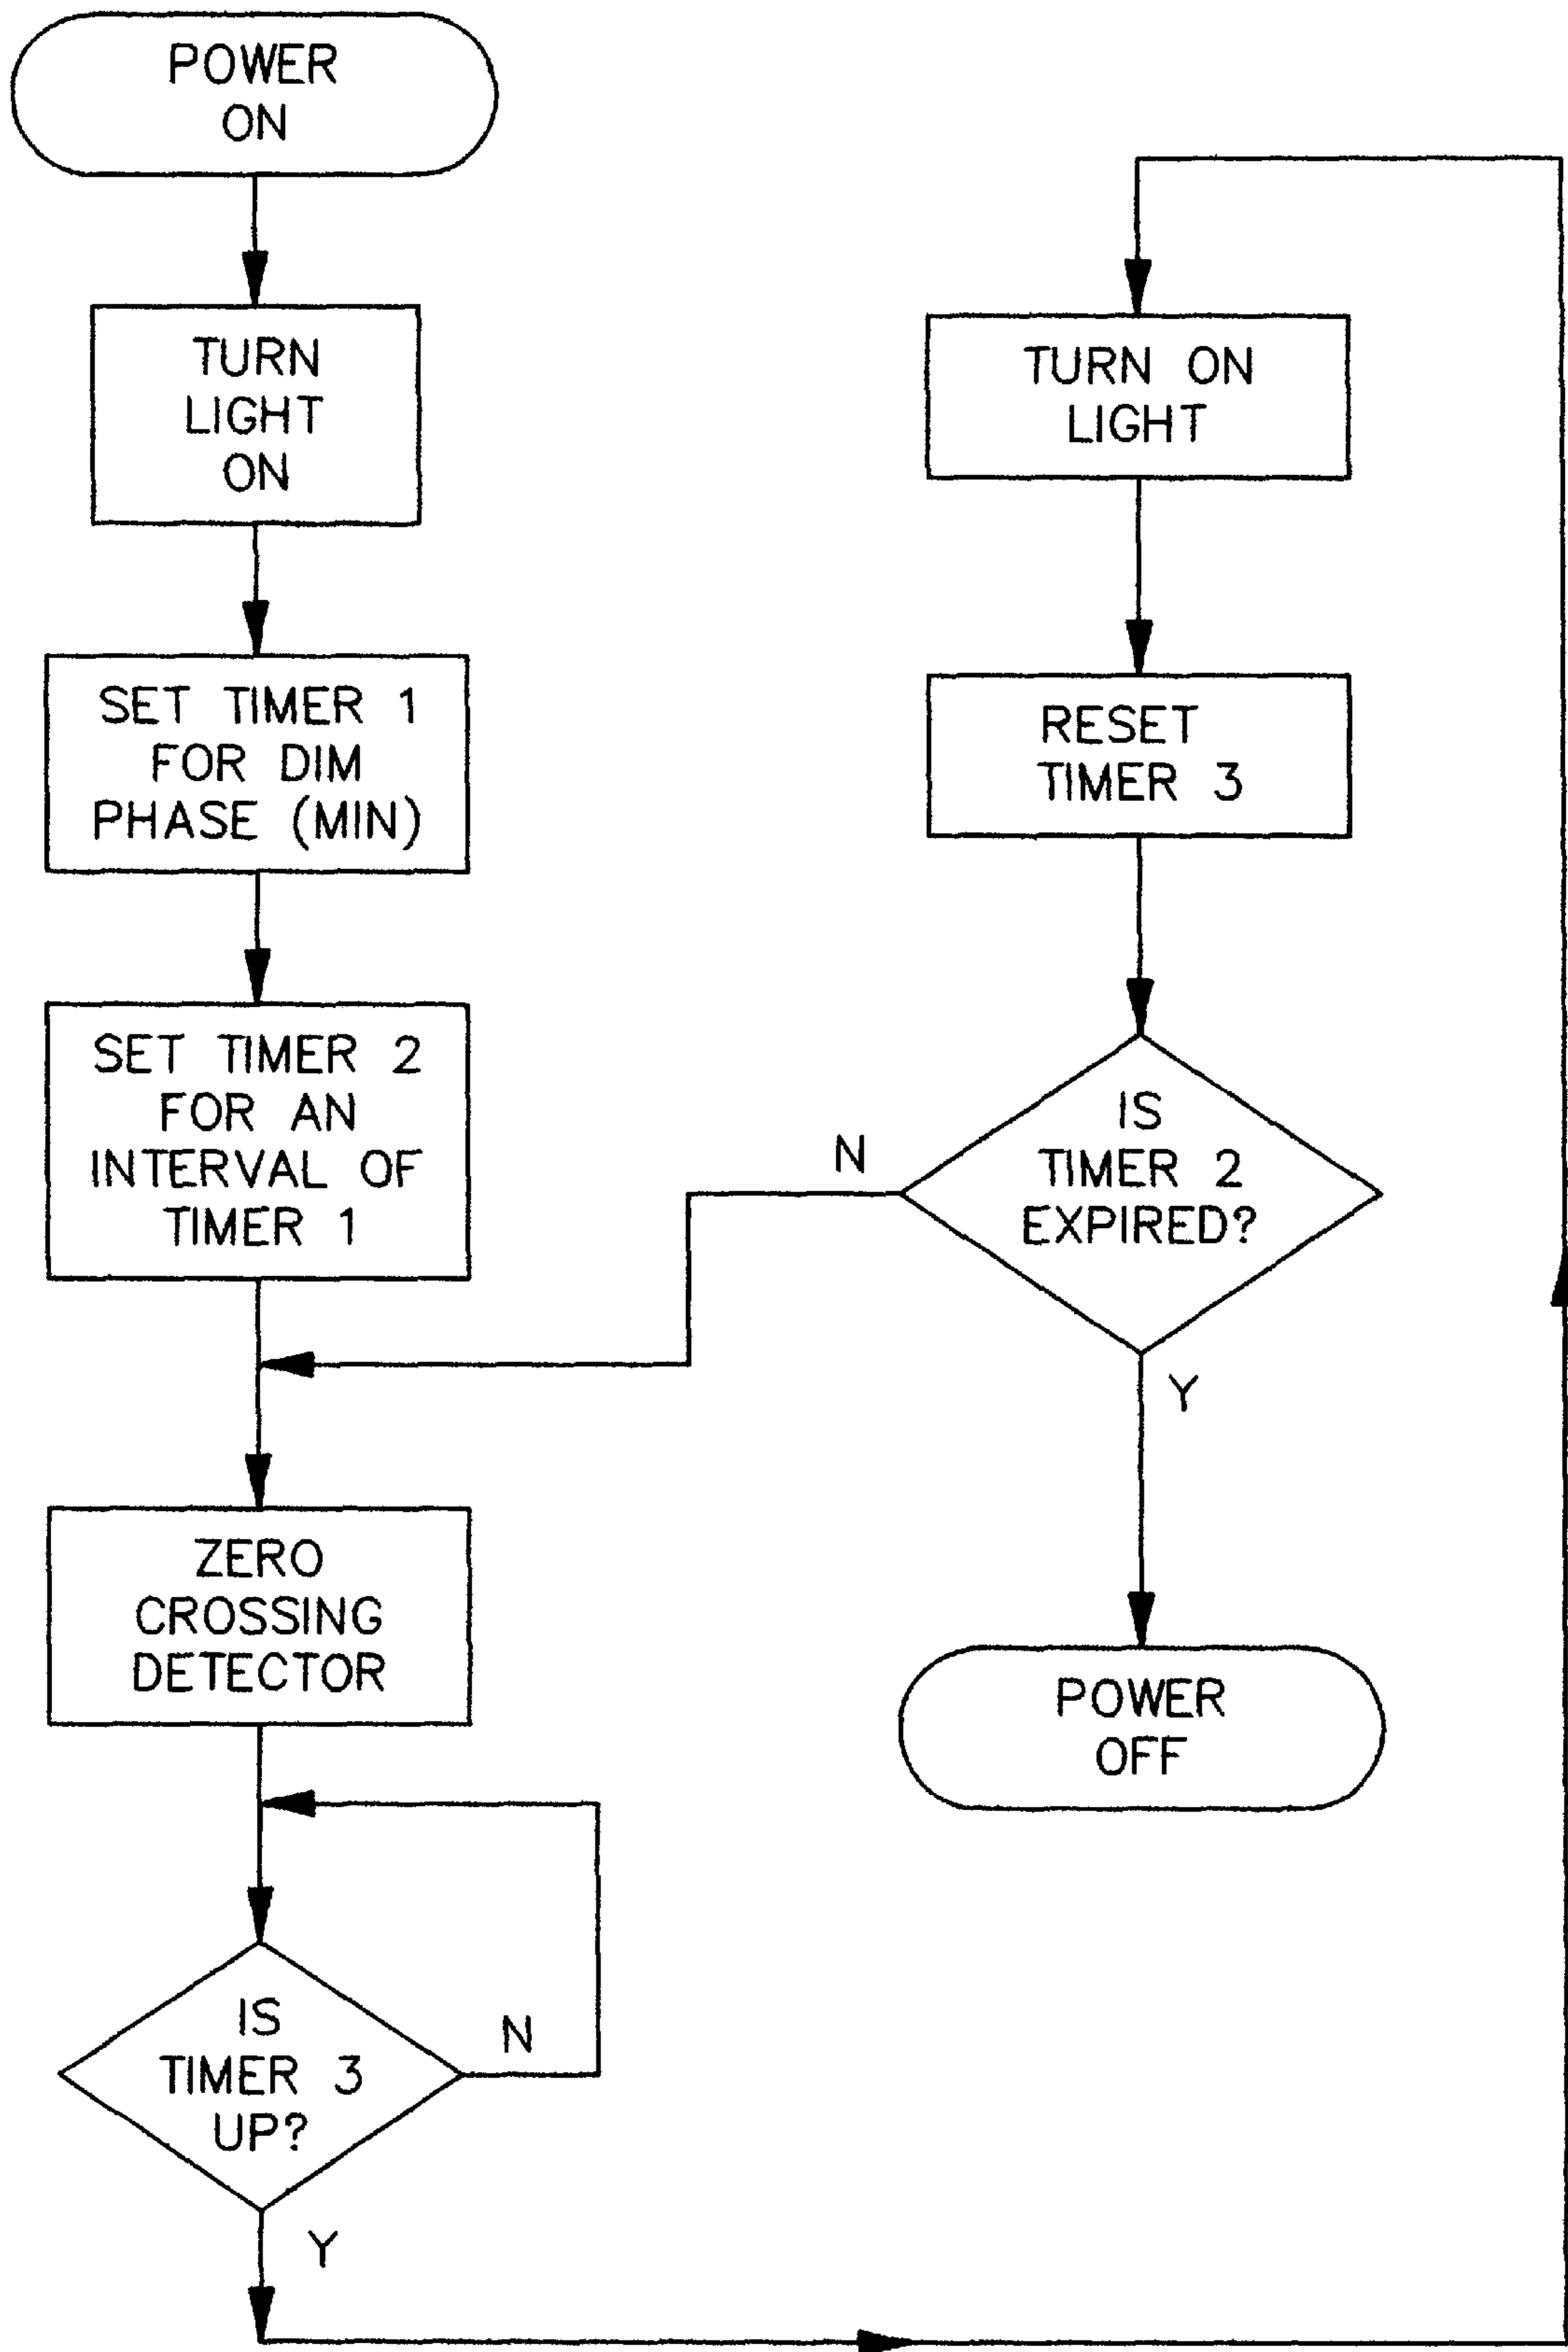 POWER
ON
TURN
LIGHT
ON
SET TIMER 1
FOR DIM
PHASE (MIN)
SET TIMER 2
FOR AN
INTERVAL OF
TIMER 1
ZERO
CROSSING
DETECTOR
IS
TIMER 3
UP?
N
Y
TURN ON
LIGHT
RESET
TIMER 3
IS
TIMER 2
EXPIRED?
N
Y
POWER
OFF